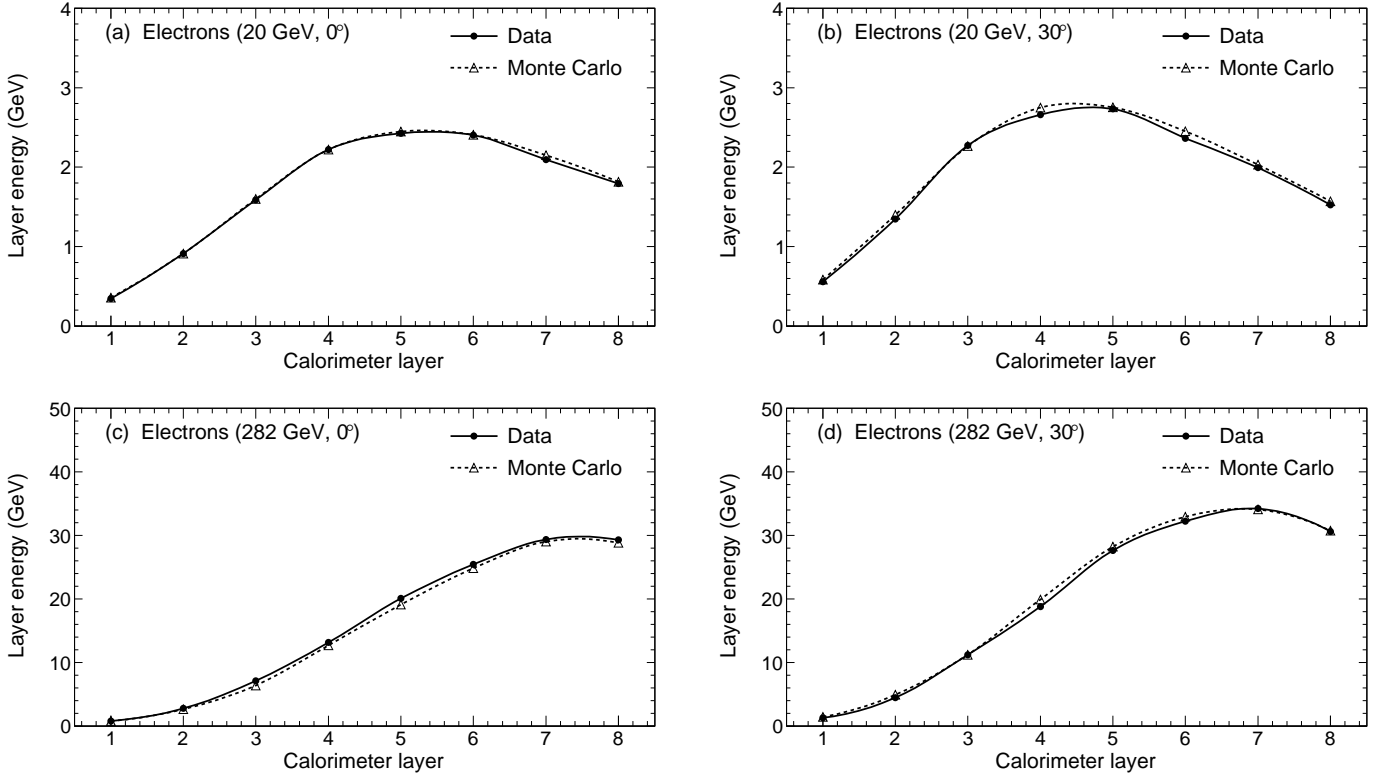 (a) Electrons (20 GeV, 0°)
Data
Monte Carlo
Layer energy (GeV)
4
3
2
1
0
1 2 3 4 5 6 7 8
Calorimeter layer
(b) Electrons (20 GeV, 30°)
Data
Monte Carlo
Layer energy (GeV)
4
3
2
1
0
1 2 3 4 5 6 7 8
Calorimeter layer
(c) Electrons (282 GeV, 0°)
Data
Monte Carlo
Layer energy (GeV)
50
40
30
20
10
0
1 2 3 4 5 6 7 8
Calorimeter layer
(d) Electrons (282 GeV, 30°)
Data
Monte Carlo
Layer energy (GeV)
50
40
30
20
10
0
1 2 3 4 5 6 7 8
Calorimeter layer